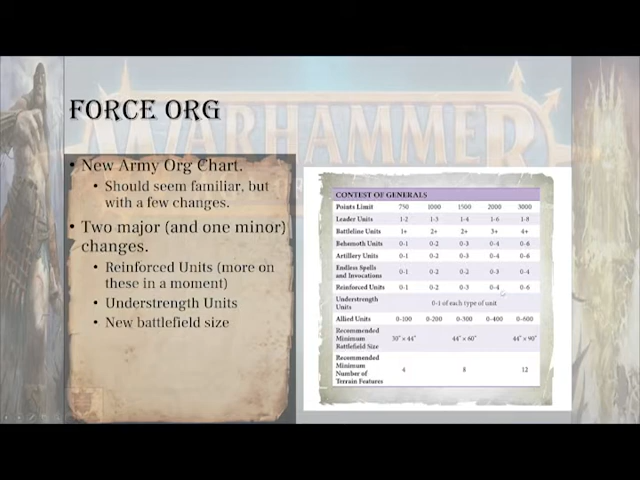 FORCE ORG
WARHAMMER
• New Army Org Chart.
• Should seem familiar, but
with a few changes.
• Two major (and one minor)
changes.
• Reinforced Units (more on
these in a moment)
• Understrength Units
• New battlefield size
CONTEST OF GENERALS
Points Limit 750 1000 1500 2000 3000
Leader Units 1-2 1-3 1-4 1-6 1-8
Battleline Units 1+ 2+ 2+ 3+ 4+
Behemoth Units 0-1 0-2 0-3 0-4 0-6
Artillery Units 0-1 0-2 0-3 0-4 0-6
Endless Spells
and Invocations 0-1 0-2 0-2 0-3 0-4
Reinforced Units 0-1 0-2 0-3 0-4 0-6
Understrength
Units 0-1 of each type of unit
Allied Units 0-100 0-200 0-300 0-400 0-600
Recommended
Minimum
Battlefield Size 30" x 44" 44" x 60" 44" x 90"
Recommended
Minimum
Number of
Terrain Features 4 8 12